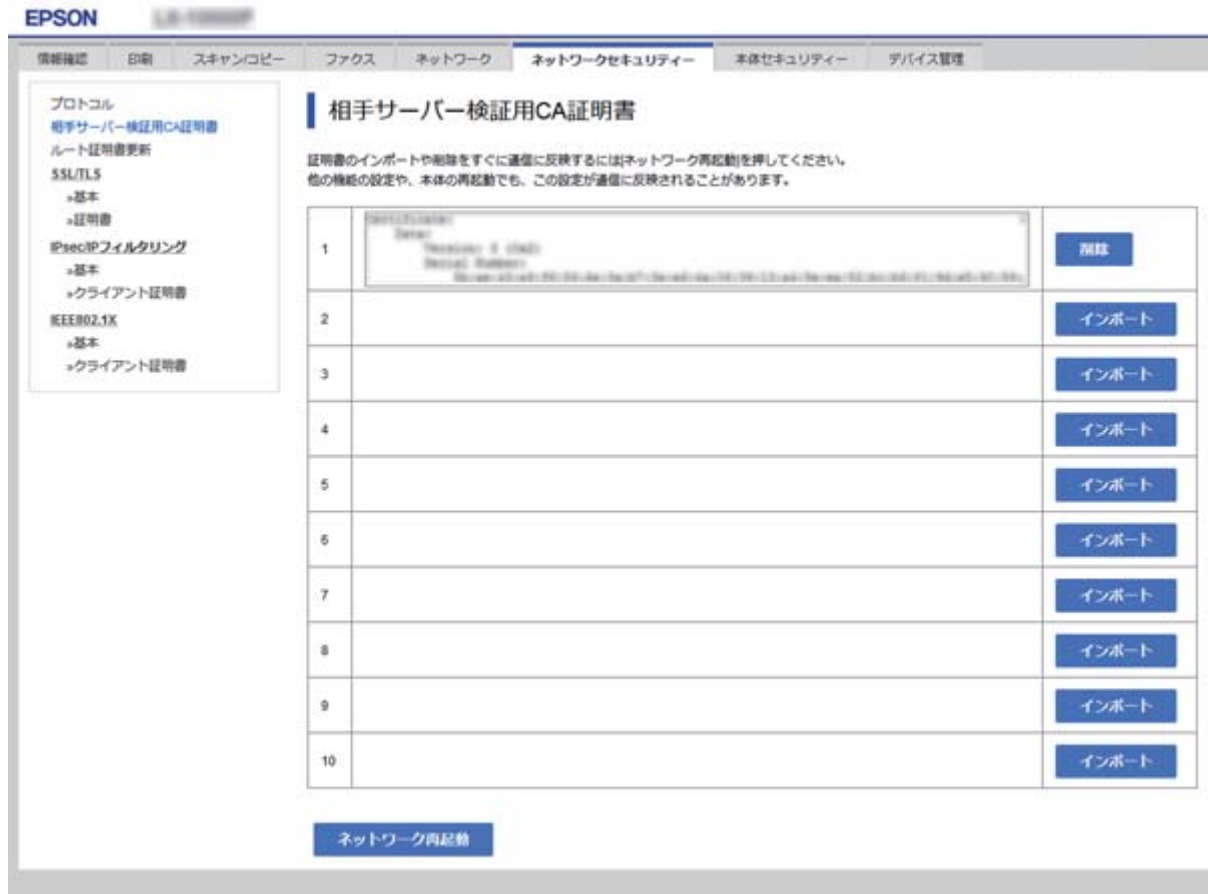 EPSON
情報確認 印刷 スキャン/コピー ファクス ネットワーク ネットワークセキュリティー 本体セキュリティー デバイス管理
プロトコル
相手サーバー検証用CA証明書
ルート証明書更新
SSL/TLS
»基本
»証明書
IPsec/IPフィルタリング
»基本
»クライアント証明書
IEEE802.1X
»基本
»クライアント証明書
相手サーバー検証用CA証明書
証明書のインポートや削除をすぐに通信に反映するには[ネットワーク再起動]を押してください。
他の機能の設定や、本体の再起動でも、この設定が通信に反映されることがあります。
1 Certificate:
Data:
Serial Number:
削除
2 インポート
3 インポート
4 インポート
5 インポート
6 インポート
7 インポート
8 インポート
9 インポート
10 インポート
ネットワーク再起動